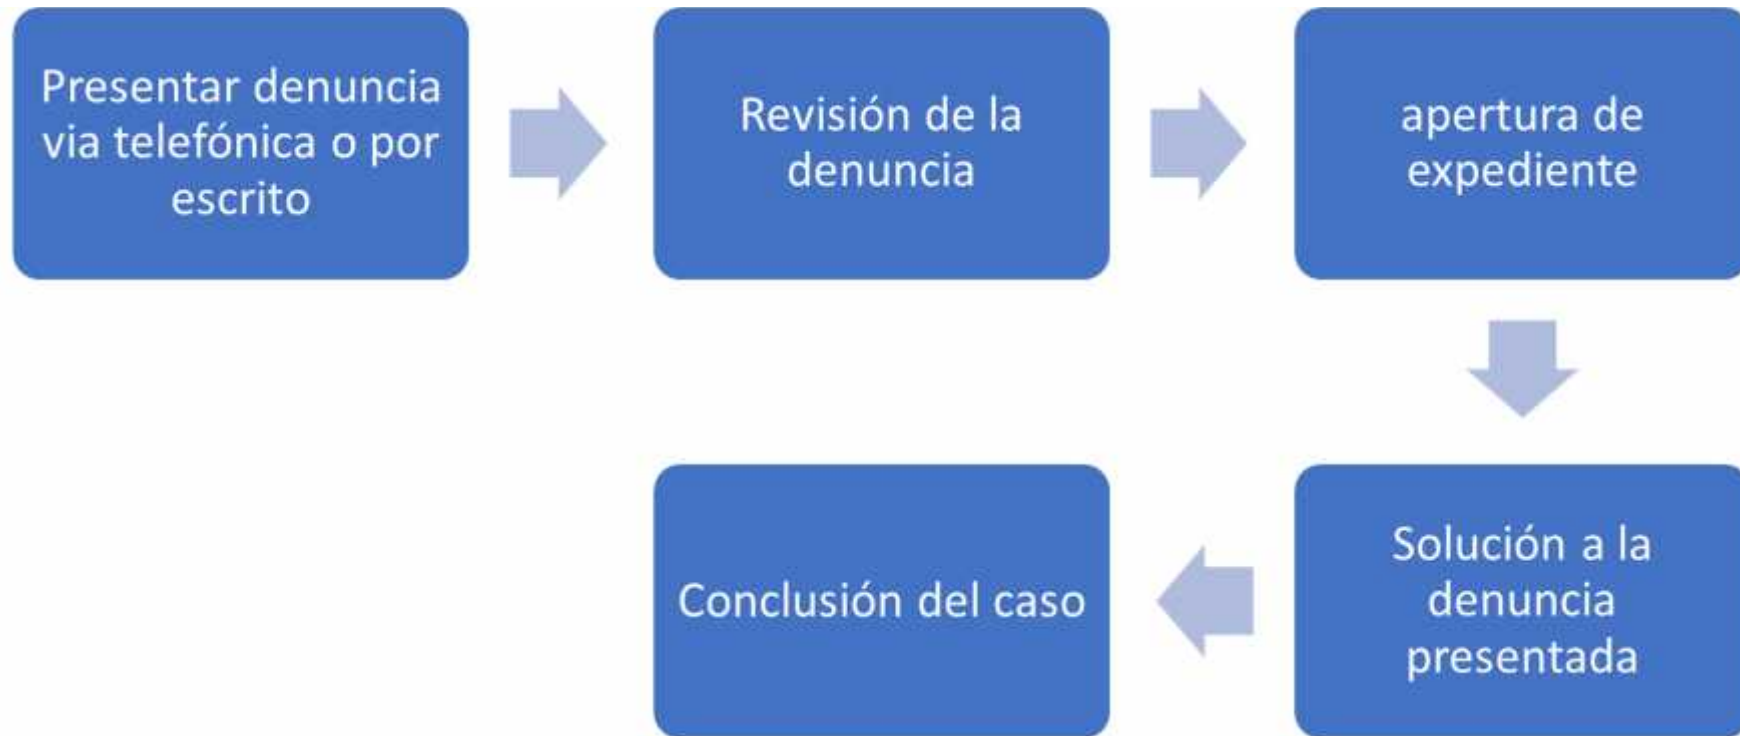 Presentar denuncia
via telefónica o por
escrito
Revisión de la
denuncia
apertura de
expediente
Solución a la
denuncia
presentada
Conclusión del caso